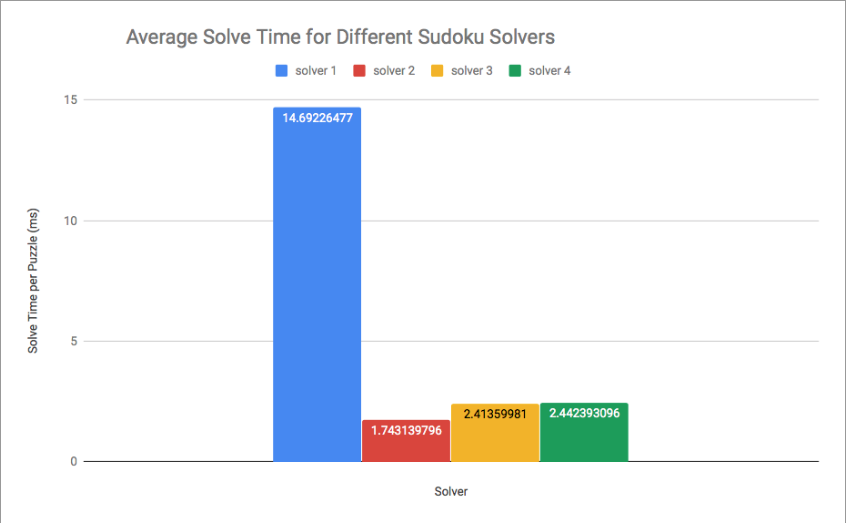 Average Solve Time for Different Sudoku Solvers
solver 1 solver 2 solver 3 solver 4
Solve Time per Puzzle (ms)
15
14.69226477
10
5
2.41359981
2.442393096
1.743139796
0
Solver